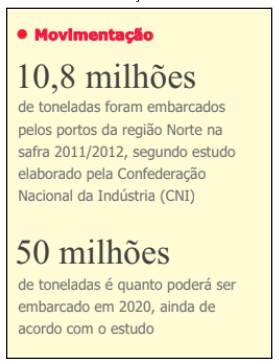 • Movimentação
10,8 milhões
de toneladas foram embarcados
pelos portos da região Norte na
safra 2011/2012, segundo estudo
elaborado pela Confederação
Nacional da Indústria (CNI)
50 milhões
de toneladas é quanto poderá ser
embarcado em 2020, ainda de
acordo com o estudo